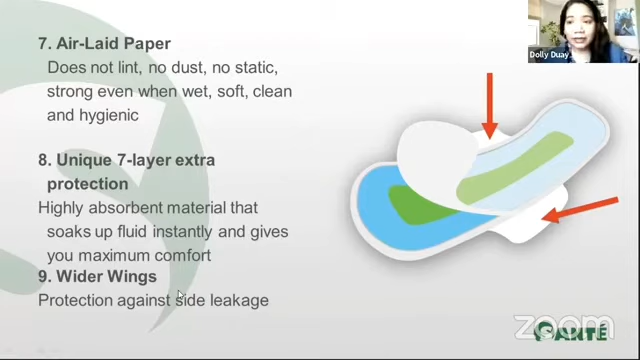 7. Air-Laid Paper
Does not lint, no dust, no static,
strong even when wet, soft, clean
and hygienic
8. Unique 7-layer extra
protection
Highly absorbent material that
soaks up fluid instantly and gives
you maximum comfort
9. Wider Wings
Protection against side leakage
Dolly Duay
zoom
SANTÉ